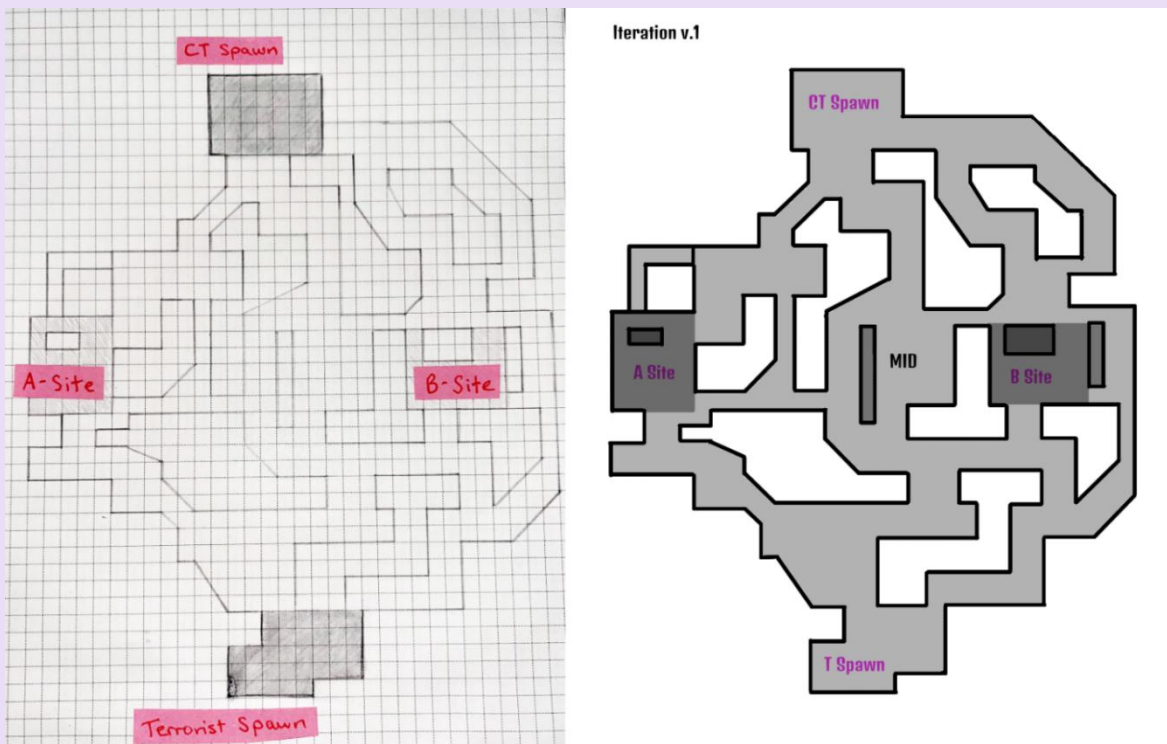 CT Spawn
A-Site
B-Site
Terrorist Spawn
Iteration v.1
CT Spawn
A Site
MID
B Site
T Spawn